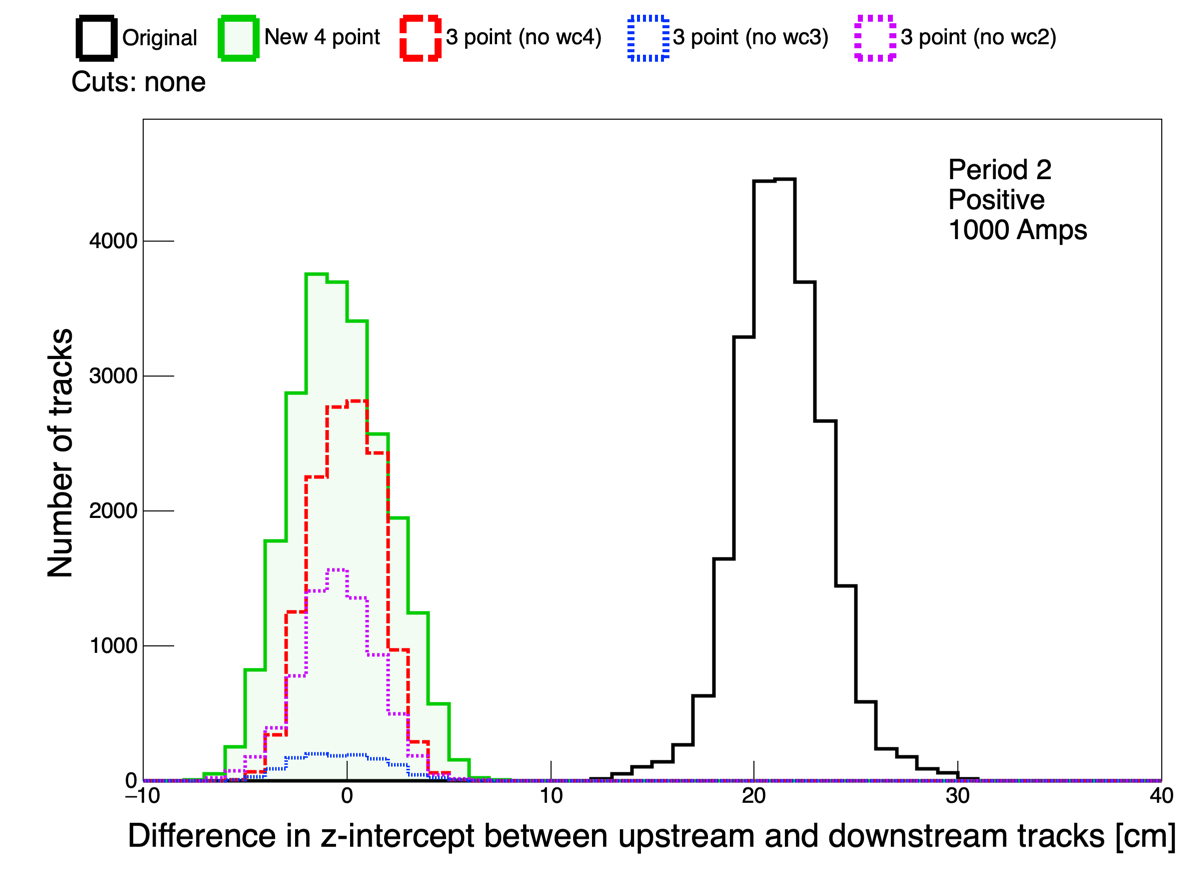 Original New 4 point 3 point (no wc4) 3 point (no wc3) 3 point (no wc2)
Cuts: none
Period 2
Positive
1000 Amps
Number of tracks
4000
3000
2000
1000
0
−10 0 10 20 30 40
Difference in z-intercept between upstream and downstream tracks [cm]